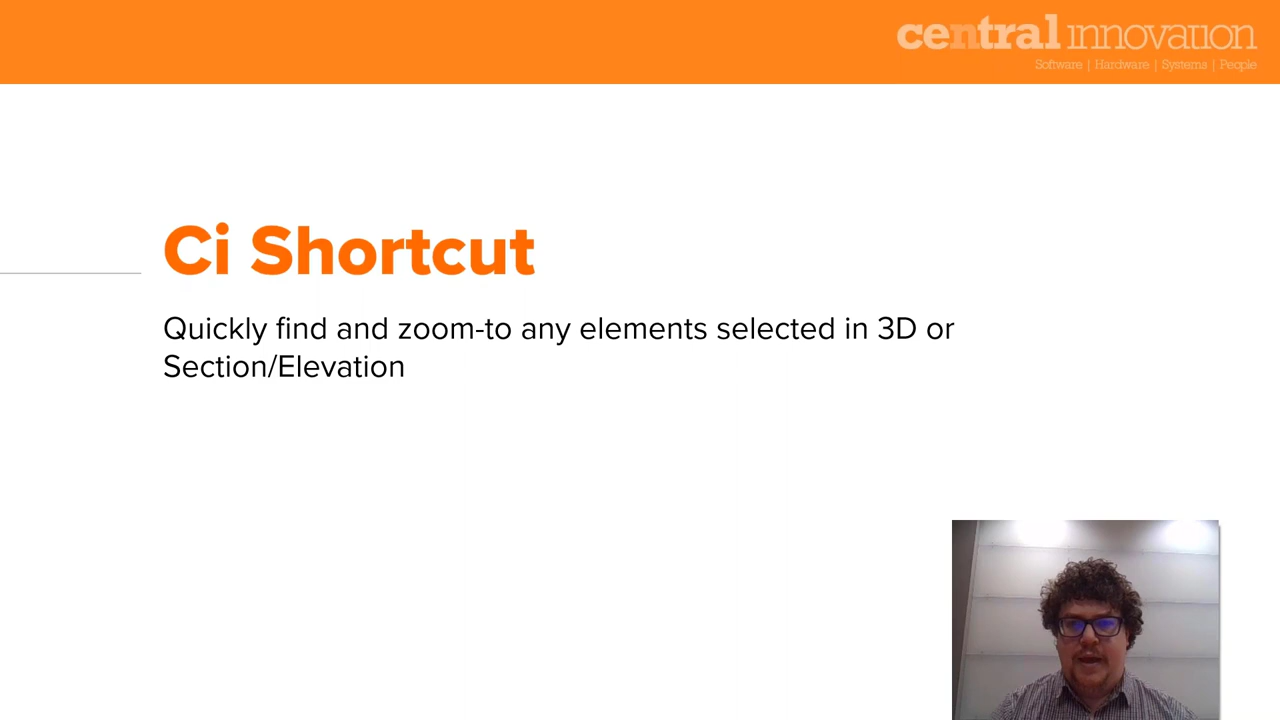 central innovation
Software | Hardware | Systems | People
Ci Shortcut
Quickly find and zoom-to any elements selected in 3D or
Section/Elevation